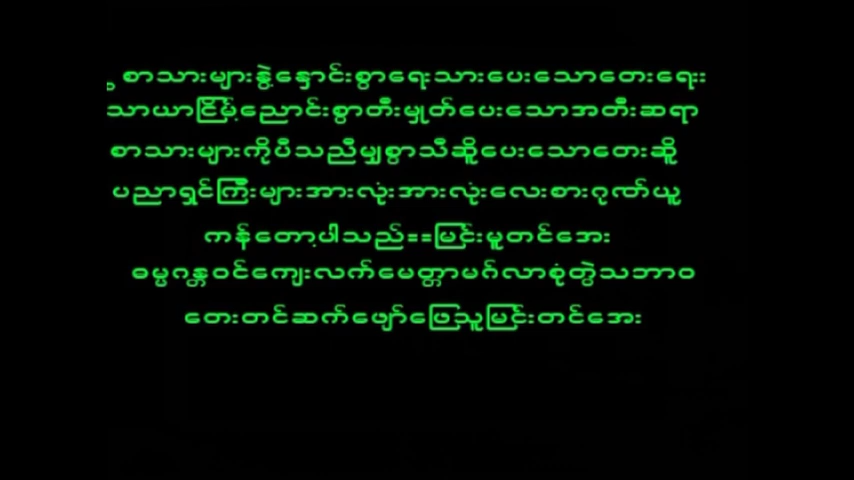 စာသားများနွဲ့နှောင်းစွာရေးသားပေးသောတေးရေး
သာယာငြိမ့်ညောင်းစွာတီးမှုတ်ပေးသောအတီးဆရာ
စာသားများကိုပီသညီမျှစွာသီဆိုပေးသောတေးဆို
ပညာရှင်ကြီးများအားလုံးအားလုံးလေးစားဂုဏ်ယူ
ကန်တော့ပါသည်==မြင်းမူတင်အေး
ဓမ္မဂန္တဝင်ကျေးလက်မေတ္တာမဂ်လာစုံတွဲသဘာဝ
တေးတင်ဆက်ဖျော်ဖြေသူမြင်းတင်အေး